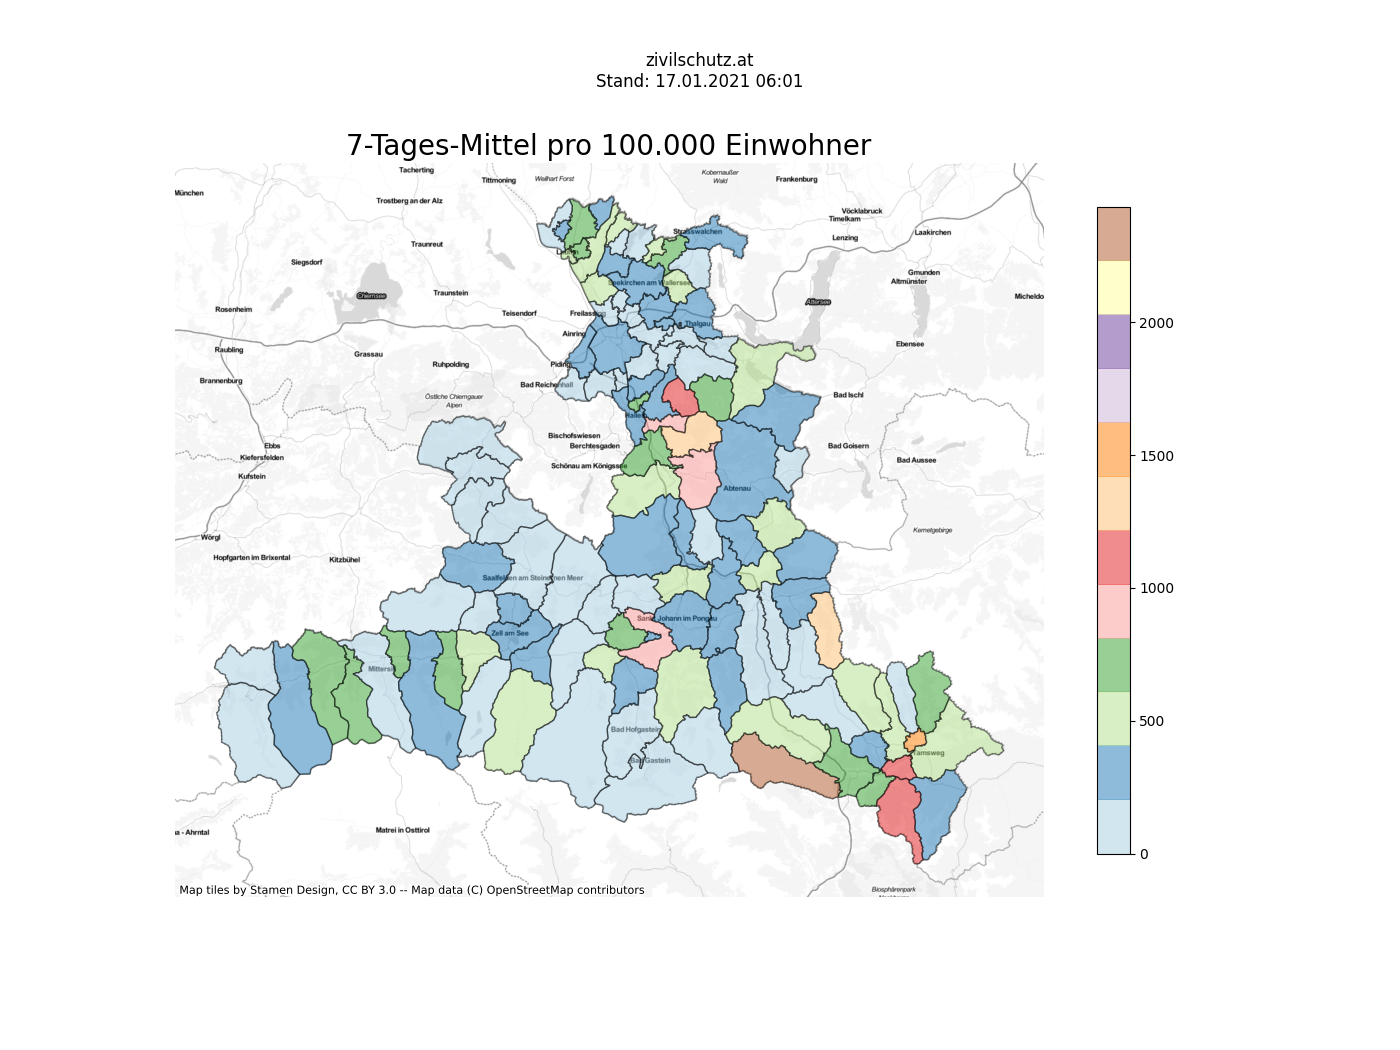 zivilschutz.at
Stand: 17.01.2021 06:01
7-Tages-Mittel pro 100.000 Einwohner
Tacherting
Tittmoning
Weilhart Forst
Kobernaußer
Wald
Frankenburg
München
Trostberg an der Alz
Vöcklabruck
Timelkam
Laakirchen
Strasswalchen
Lenzing
Traunreut
Siegsdorf
Gmunden
Altmünster
Seekirchen am Wallersee
Chiemsee
Traunstein
Attersee
Micheldo
Rosenheim
Teisendorf
Freilassing
Thalgau
Ainring
Ebensee
Raubling
Grassau
Ruhpolding
Piding
Brannenburg
Bad Reichenhall
Bad Ischl
Östliche Chiemgauer
Alpen
Hallein
Bischofswiesen
Ebbs
Berchtesgaden
Bad Goisern
Kiefersfelden
Schönau am Königssee
Bad Aussee
Kufstein
Abtenau
Kemetgebirge
Wörgl
Hopfgarten im Brixental
Kitzbühel
Saalfelden am Steinernen Meer
Sankt Johann im Pongau
Zell am See
Mittersill
Bad Hofgastein
Tamsweg
Bad Gastein
Matrei in Osttirol
na - Ahrntal
Biosphärenpark
Map tiles by Stamen Design, CC BY 3.0 -- Map data (C) OpenStreetMap contributors
2000
1500
1000
500
0